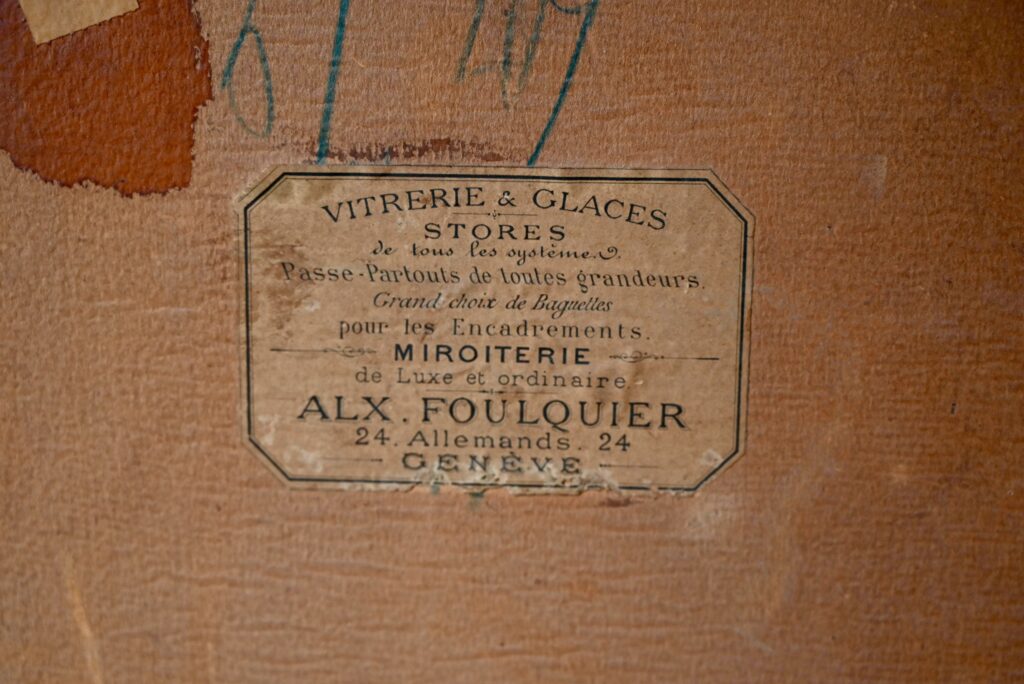 VITRERIE & GLACES
STORES
de tous les systèmes.
Passe-Partouts de toutes grandeurs.
Grand choix de Baguettes
pour les Encadrements.
MIROITERIE
de Luxe et ordinaire.
ALX. FOULQUIER
24. Allemands. 24
GENÈVE